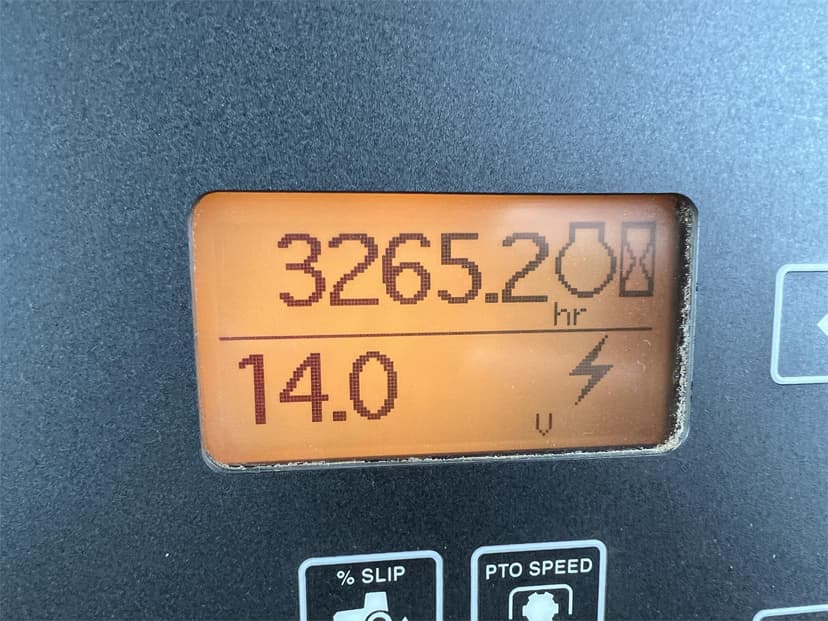 3265.2
hr
14.0
V
% SLIP
PTO SPEED